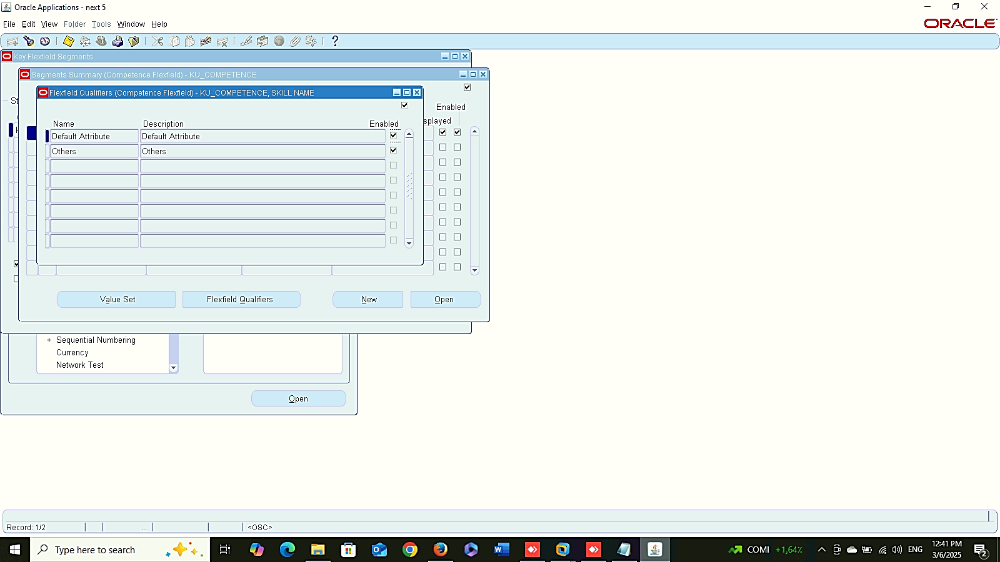 Oracle Applications - next 5
File Edit View Folder Tools Window Help
ORACLE
Key Flexfield Segments
Segments Summary (Competence Flexfield) - KU_COMPETENCE
Flexfield Qualifiers (Competence Flexfield) - KU_COMPETENCE, SKILL NAME
St
Enabled
splayed
Name Description Enabled
Default Attribute Default Attribute
Others Others
Value Set Flexfield Qualifiers New Open
+ Sequential Numbering
Currency
Network Test
Open
Record: 1/2 ... <OSC>
Type here to search
COMI +1,64%
ENG
12:41 PM
3/6/2025
2